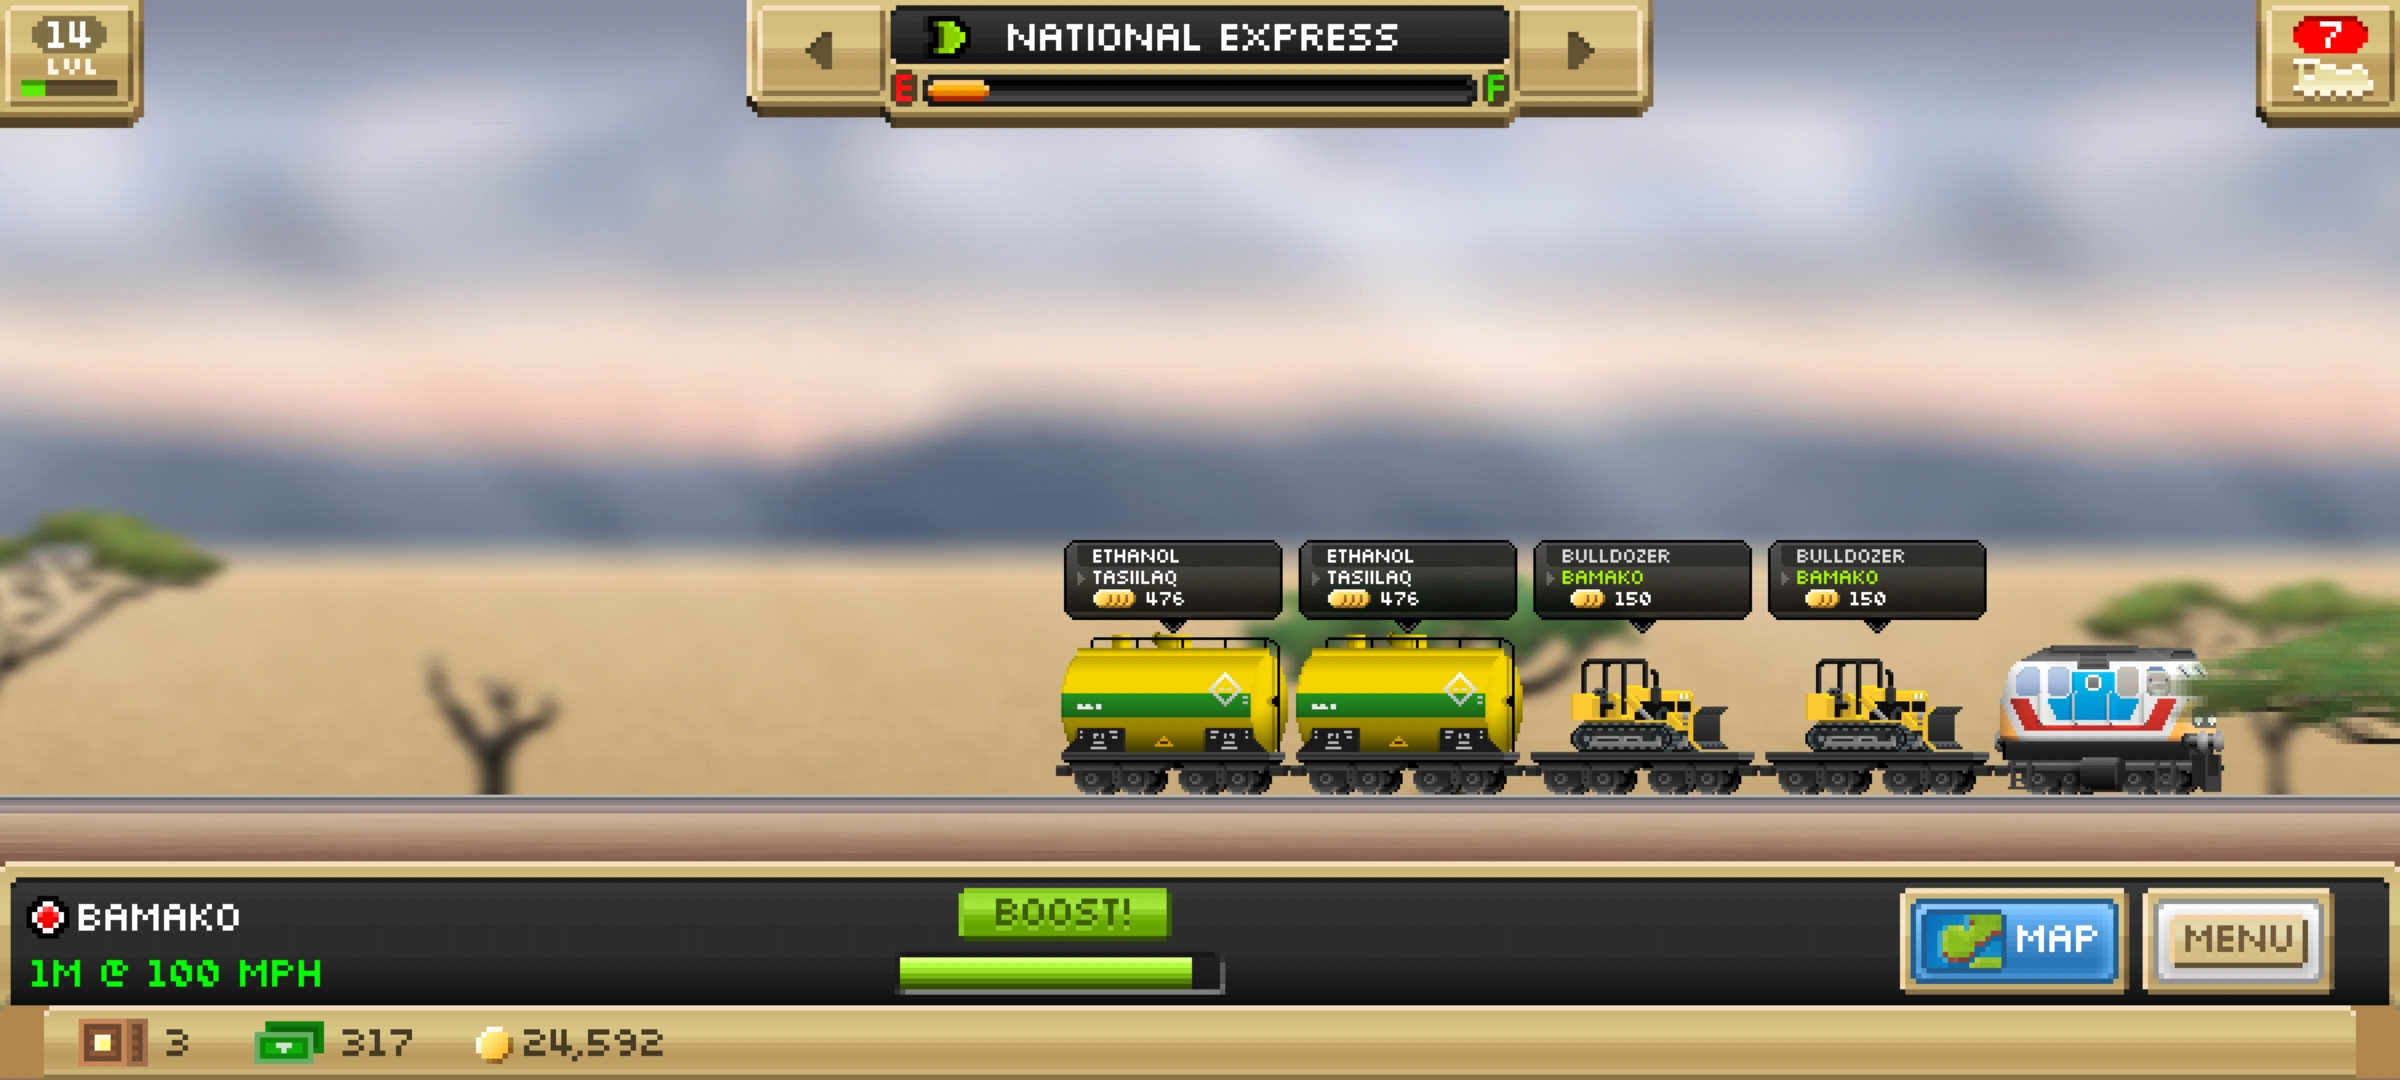 14
LVL
NATIONAL EXPRESS
E
F
7
ETHANOL
TASIILAQ
476
ETHANOL
TASIILAQ
476
BULLDOZER
BAMAKO
150
BULLDOZER
BAMAKO
150
BAMAKO
1M @ 100 MPH
BOOST!
MAP
MENU
3
317
24,592